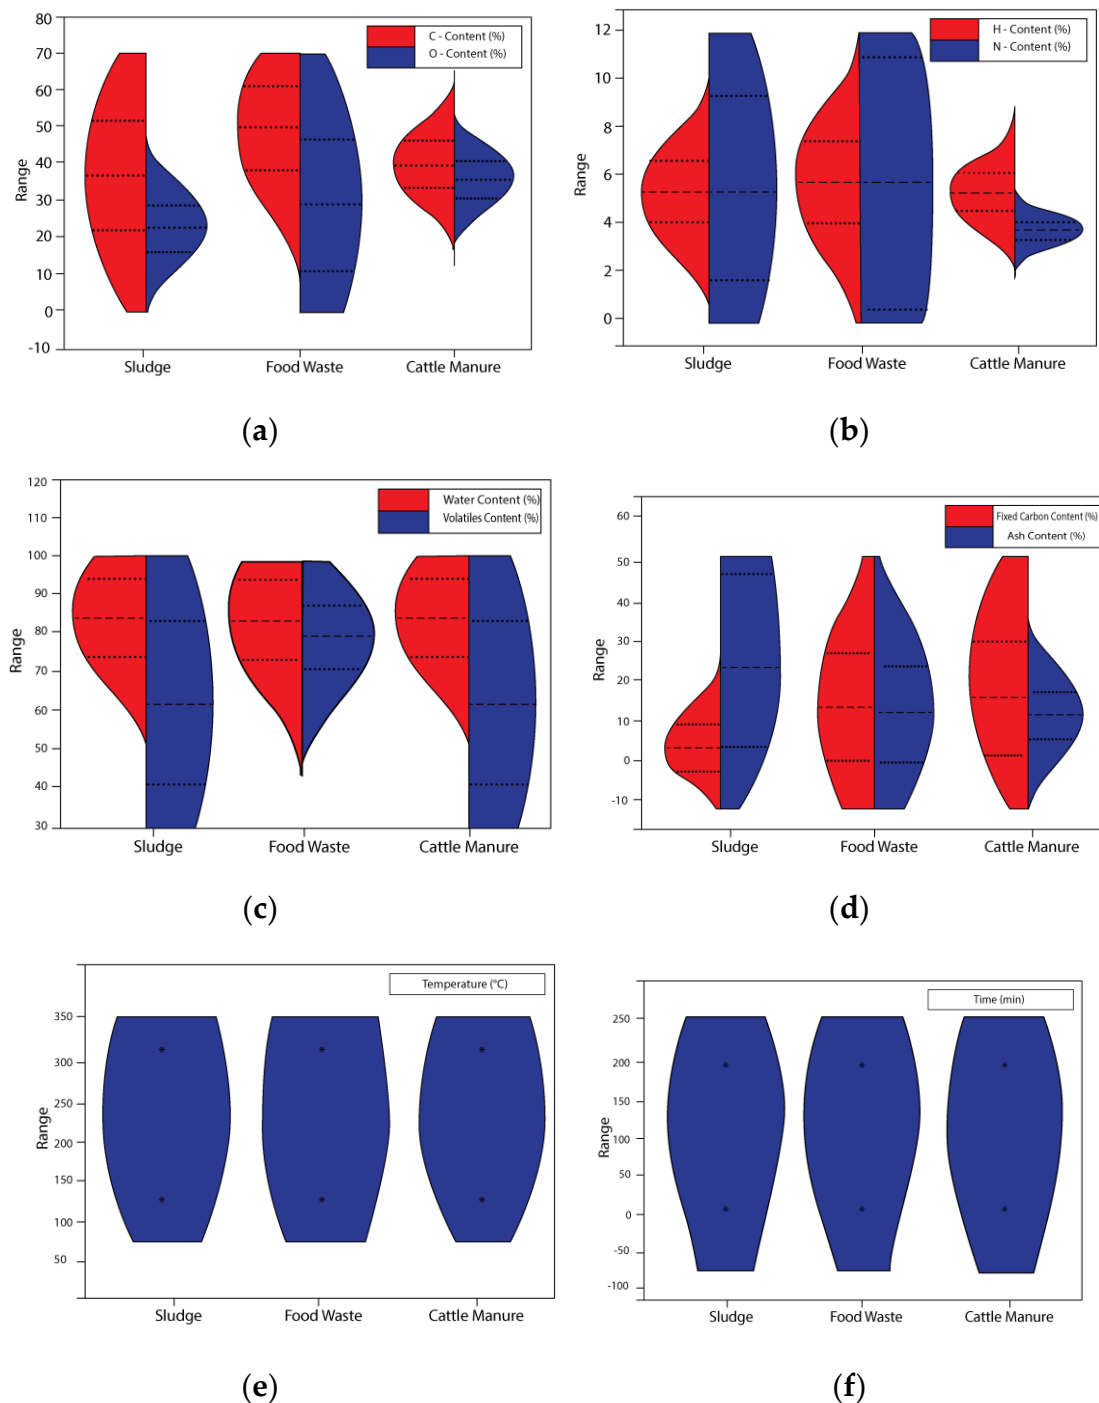 80
70
60
50
40
30
20
10
0
-10
Range
C - Content (%)
O - Content (%)
Sludge
Food Waste
Cattle Manure
(a)
12
10
8
6
4
2
0
Range
H - Content (%)
N - Content (%)
Sludge
Food Waste
Cattle Manure
(b)
120
110
100
90
80
70
60
50
40
30
Range
Water Content (%)
Volatiles Content (%)
Sludge
Food Waste
Cattle Manure
(c)
60
50
40
30
20
10
0
-10
Range
Fixed Carbon Content (%)
Ash Content (%)
Sludge
Food Waste
Cattle Manure
(d)
350
300
250
200
150
100
50
Range
Temperature (°C)
Sludge
Food Waste
Cattle Manure
(e)
250
200
150
100
50
0
-50
-100
Range
Time (min)
Sludge
Food Waste
Cattle Manure
(f)